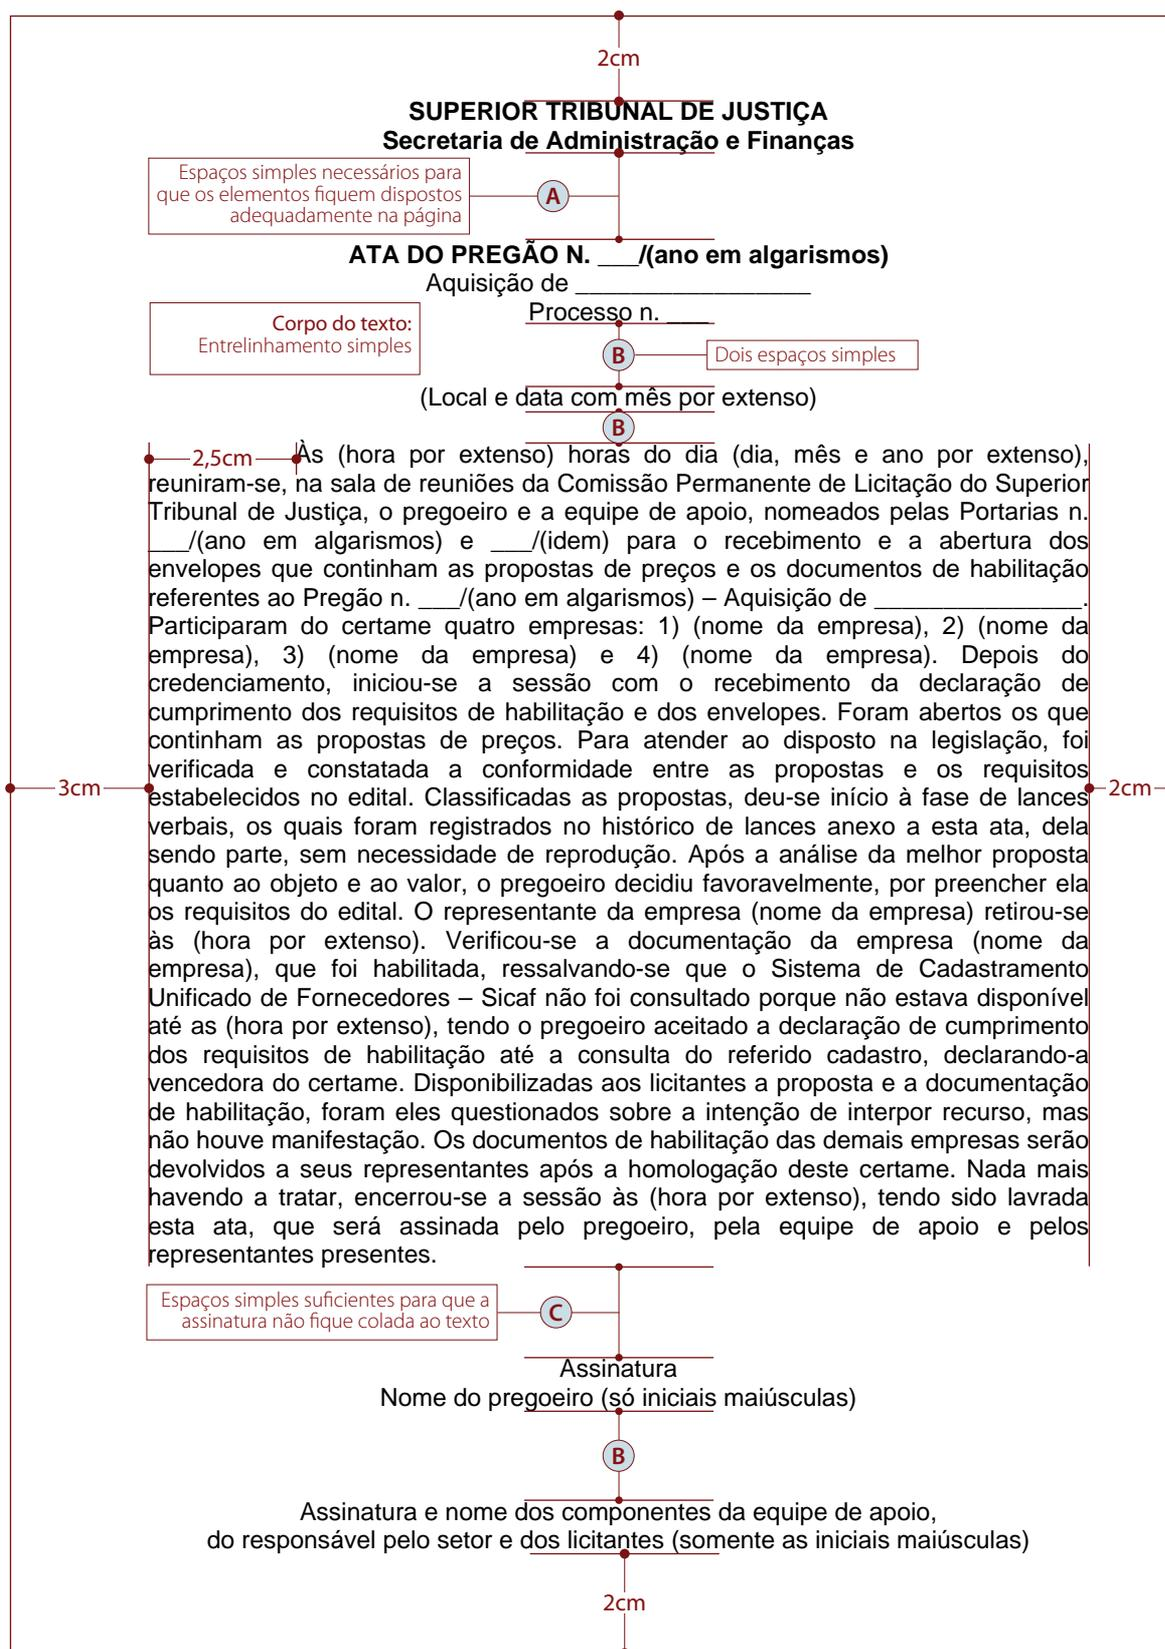 2cm
SUPERIOR TRIBUNAL DE JUSTIÇA
Secretaria de Administração e Finanças
Espaços simples necessários para
que os elementos fiquem dispostos
adequadamente na página
A
ATA DO PREGÃO N. ___/(ano em algarismos)
Aquisição de _________________
Processo n. ___
Corpo do texto:
Entrelinhamento simples
B
Dois espaços simples
(Local e data com mês por extenso)
B
2,5cm
Às (hora por extenso) horas do dia (dia, mês e ano por extenso),
reuniram-se, na sala de reuniões da Comissão Permanente de Licitação do Superior
Tribunal de Justiça, o pregoeiro e a equipe de apoio, nomeados pelas Portarias n.
___/(ano em algarismos) e ___/(idem) para o recebimento e a abertura dos
envelopes que continham as propostas de preços e os documentos de habilitação
referentes ao Pregão n. ___/(ano em algarismos) – Aquisição de _______________.
Participaram do certame quatro empresas: 1) (nome da empresa), 2) (nome da
empresa), 3) (nome da empresa) e 4) (nome da empresa). Depois do
credenciamento, iniciou-se a sessão com o recebimento da declaração de
cumprimento dos requisitos de habilitação e dos envelopes. Foram abertos os que
continham as propostas de preços. Para atender ao disposto na legislação, foi
verificada e constatada a conformidade entre as propostas e os requisitos
3cm
estabelecidos no edital. Classificadas as propostas, deu-se início à fase de lances
2cm
verbais, os quais foram registrados no histórico de lances anexo a esta ata, dela
sendo parte, sem necessidade de reprodução. Após a análise da melhor proposta
quanto ao objeto e ao valor, o pregoeiro decidiu favoravelmente, por preencher ela
os requisitos do edital. O representante da empresa (nome da empresa) retirou-se
às (hora por extenso). Verificou-se a documentação da empresa (nome da
empresa), que foi habilitada, ressalvando-se que o Sistema de Cadastramento
Unificado de Fornecedores – Sicaf não foi consultado porque não estava disponível
até as (hora por extenso), tendo o pregoeiro aceitado a declaração de cumprimento
dos requisitos de habilitação até a consulta do referido cadastro, declarando-a
vencedora do certame. Disponibilizadas aos licitantes a proposta e a documentação
de habilitação, foram eles questionados sobre a intenção de interpor recurso, mas
não houve manifestação. Os documentos de habilitação das demais empresas serão
devolvidos a seus representantes após a homologação deste certame. Nada mais
havendo a tratar, encerrou-se a sessão às (hora por extenso), tendo sido lavrada
esta ata, que será assinada pelo pregoeiro, pela equipe de apoio e pelos
representantes presentes.
Espaços simples suficientes para que a
assinatura não fique colada ao texto
C
Assinatura
Nome do pregoeiro (só iniciais maiúsculas)
B
Assinatura e nome dos componentes da equipe de apoio,
do responsável pelo setor e dos licitantes (somente as iniciais maiúsculas)
2cm